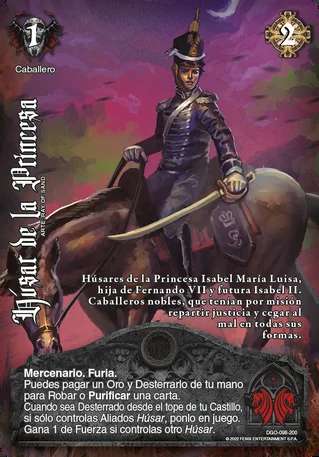 1
2
Caballero
Húsar de la Princesa
ARTE: RAY OF SAND
Húsares de la Princesa Isabel María Luisa,
hija de Fernando VII y futura Isabel II.
Caballeros nobles, que tenían por misión
repartir justicia y cegar al
mal en todas sus
formas.
Mercenario. Furia.
Puedes pagar un Oro y Desterrarlo de tu mano
para Robar o Purificar una carta.
Cuando sea Desterrado desde el tope de tu Castillo,
si sólo controlas Aliados Húsar, ponlo en juego.
Gana 1 de Fuerza si controlas otro Húsar.
DGO-098-200
© 2022 FENIX ENTERTAINMENT S.P.A.